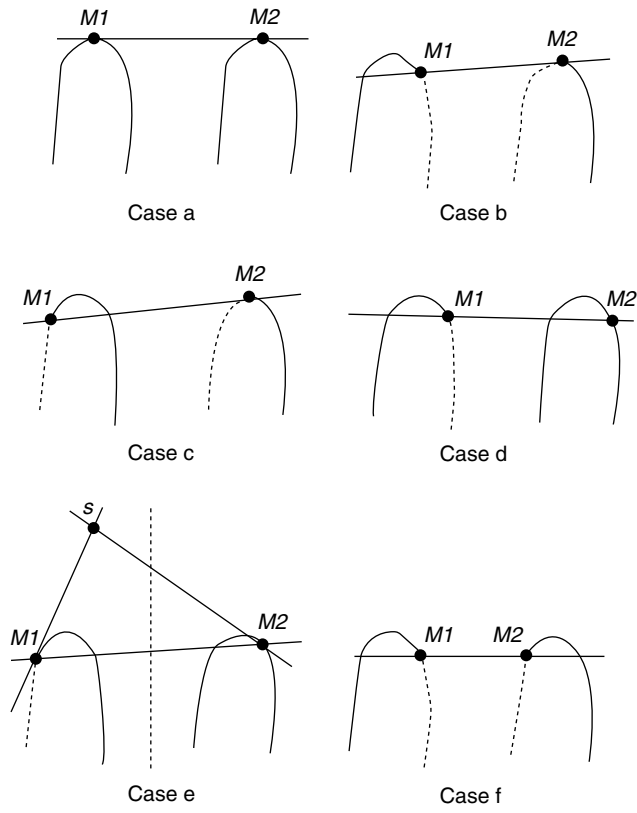 M1 M2
M1 M2
Case a Case b
M1 M2
M1 M2
Case c Case d
s
M1 M2
M1 M2
Case e Case f